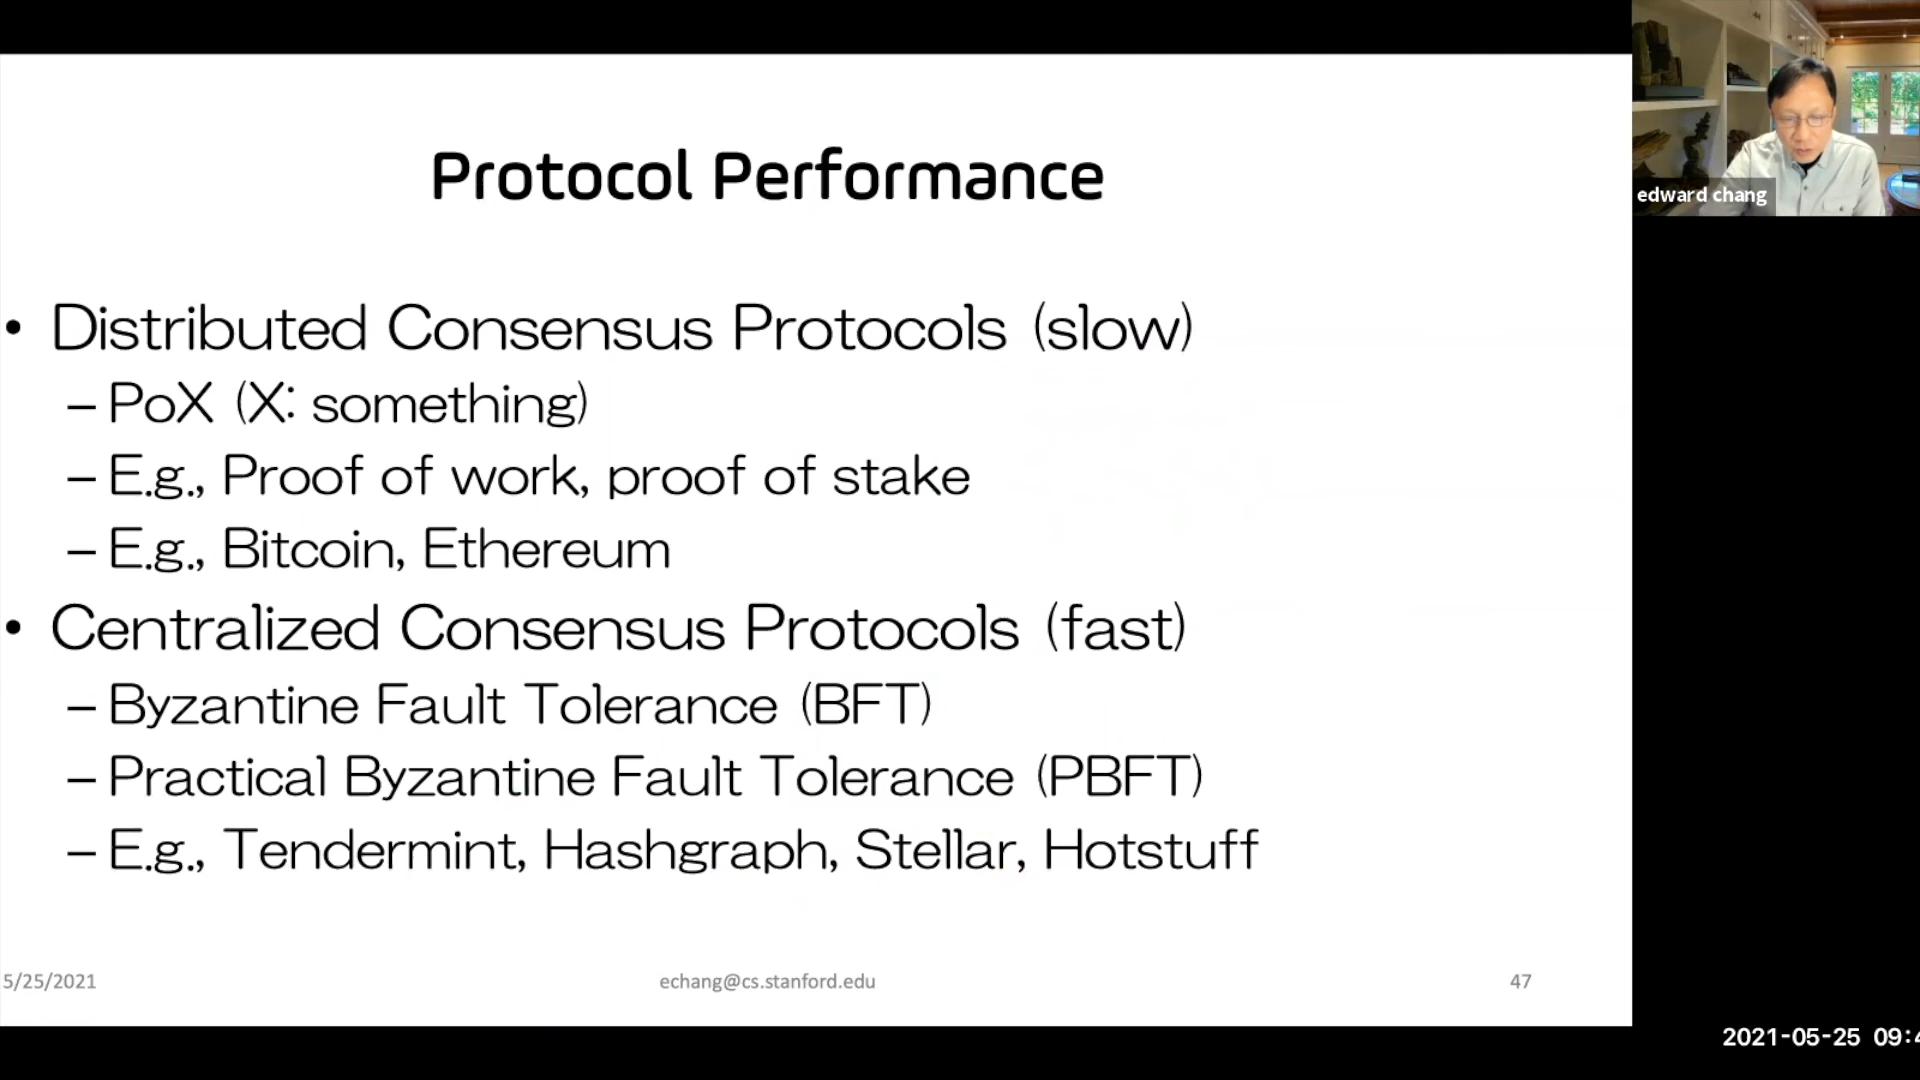 Protocol Performance
• Distributed Consensus Protocols (slow)
– PoX (X: something)
– E.g., Proof of work, proof of stake
– E.g., Bitcoin, Ethereum
• Centralized Consensus Protocols (fast)
– Byzantine Fault Tolerance (BFT)
– Practical Byzantine Fault Tolerance (PBFT)
– E.g., Tendermint, Hashgraph, Stellar, Hotstuff
5/25/2021
echang@cs.stanford.edu
47
edward chang
2021-05-25 09:4